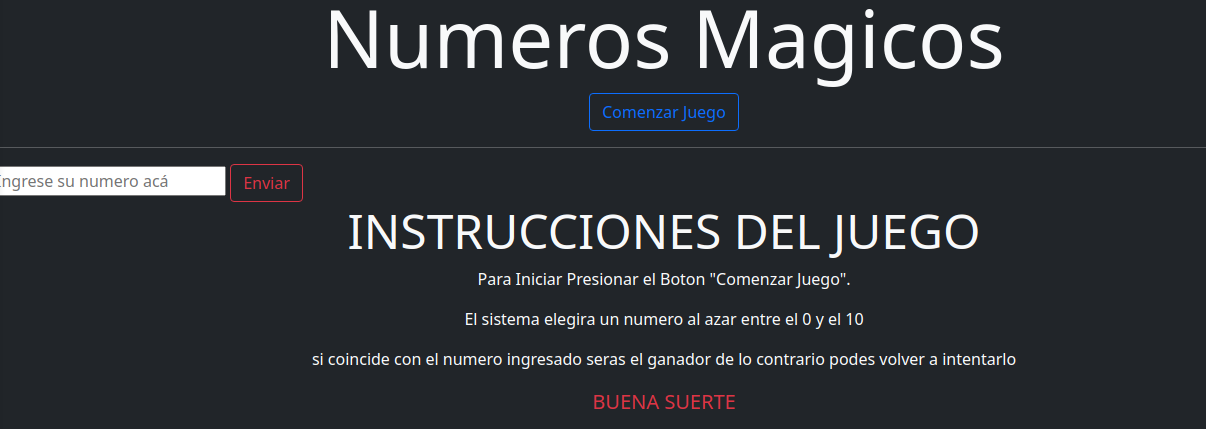 Numeros Magicos
Comenzar Juego
Ingrese su numero acá
Enviar
INSTRUCCIONES DEL JUEGO
Para Iniciar Presionar el Boton "Comenzar Juego".
El sistema elegira un numero al azar entre el 0 y el 10
si coincide con el numero ingresado seras el ganador de lo contrario podes volver a intentarlo
BUENA SUERTE